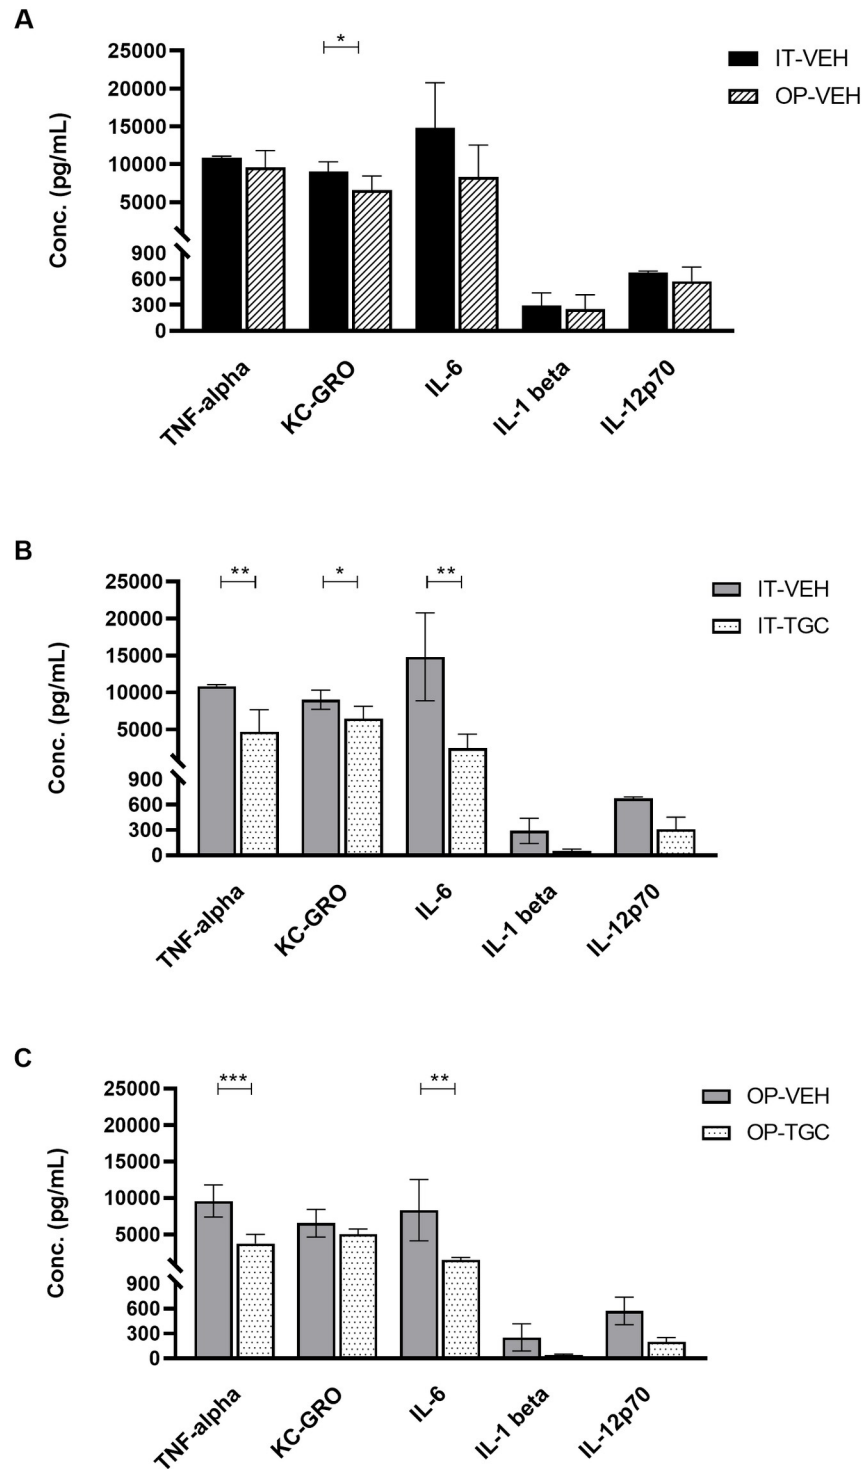 A
*
IT-VEH
OP-VEH
Conc. (pg/mL)
25000
20000
15000
10000
5000
900
600
300
0
TNF-alpha
KC-GRO
IL-6
IL-1 beta
IL-12p70
B
**
*
**
IT-VEH
IT-TGC
Conc. (pg/mL)
25000
20000
15000
10000
5000
900
600
300
0
TNF-alpha
KC-GRO
IL-6
IL-1 beta
IL-12p70
C
***
**
OP-VEH
OP-TGC
Conc. (pg/mL)
25000
20000
15000
10000
5000
900
600
300
0
TNF-alpha
KC-GRO
IL-6
IL-1 beta
IL-12p70